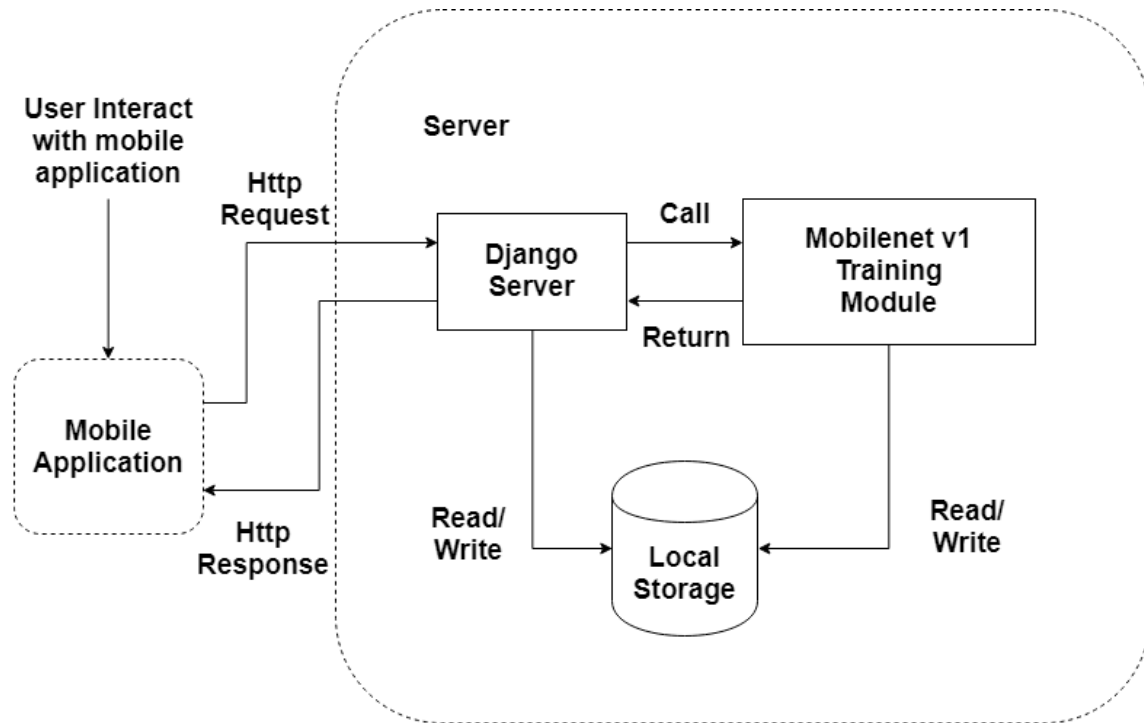 User Interact
with mobile
application
Server
Http
Request
Call
Django
Server
Mobilenet v1
Training
Module
Return
Mobile
Application
Http
Response
Read/
Write
Local
Storage
Read/
Write